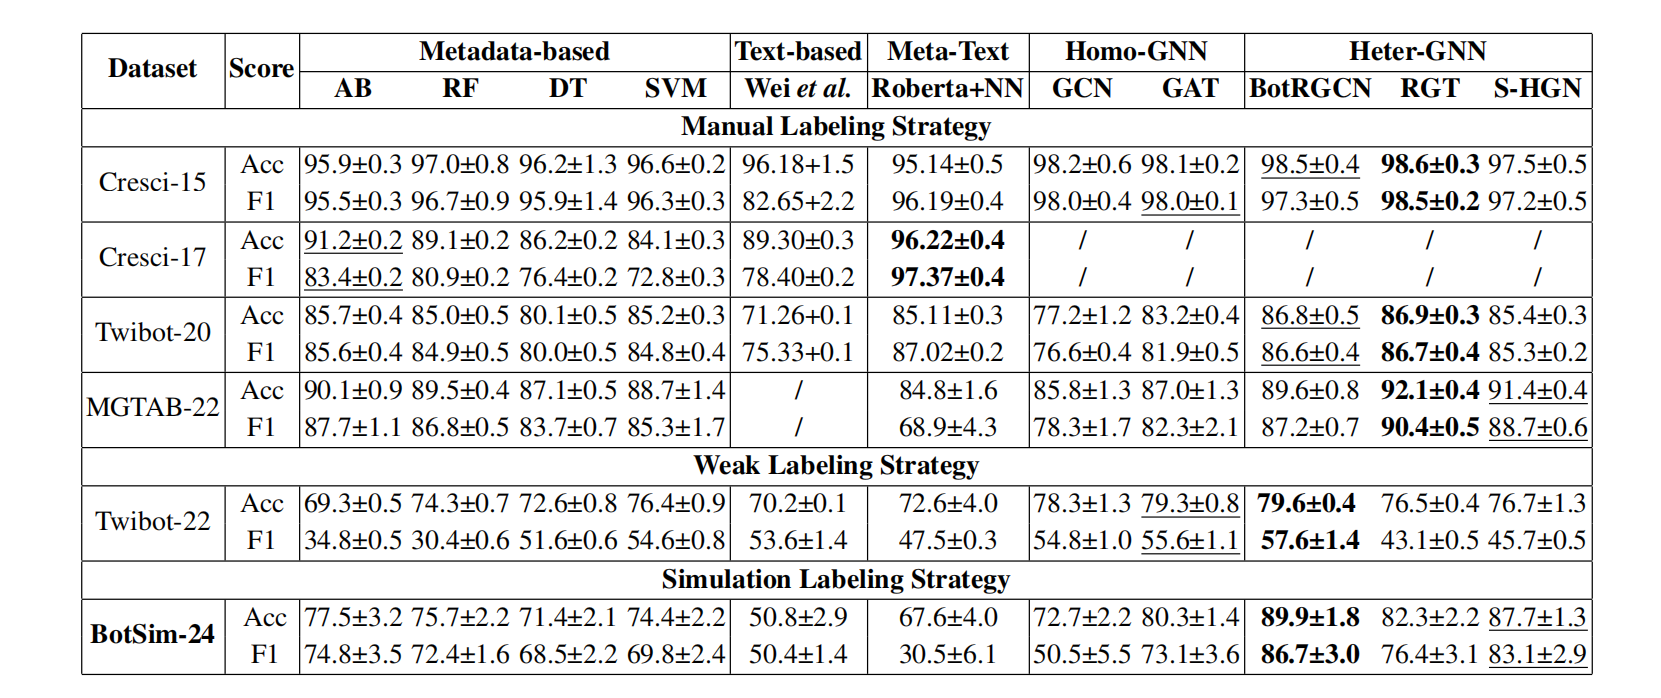 Dataset Score Metadata-based Text-based Meta-Text Homo-GNN Heter-GNN
AB RF DT SVM Wei et al. Roberta+NN GCN GAT BotRGCN RGT S-HGN
Manual Labeling Strategy
Cresci-15 Acc 95.9±0.3 97.0±0.8 96.2±1.3 96.6±0.2 96.18+1.5 95.14±0.5 98.2±0.6 98.1±0.2 98.5±0.4 98.6±0.3 97.5±0.5
F1 95.5±0.3 96.7±0.9 95.9±1.4 96.3±0.3 82.65+2.2 96.19±0.4 98.0±0.4 98.0±0.1 97.3±0.5 98.5±0.2 97.2±0.5
Cresci-17 Acc 91.2±0.2 89.1±0.2 86.2±0.2 84.1±0.3 89.30±0.3 96.22±0.4 / / / / /
F1 83.4±0.2 80.9±0.2 76.4±0.2 72.8±0.3 78.40±0.2 97.37±0.4 / / / / /
Twibot-20 Acc 85.7±0.4 85.0±0.5 80.1±0.5 85.2±0.3 71.26+0.1 85.11±0.3 77.2±1.2 83.2±0.4 86.8±0.5 86.9±0.3 85.4±0.3
F1 85.6±0.4 84.9±0.5 80.0±0.5 84.8±0.4 75.33+0.1 87.02±0.2 76.6±0.4 81.9±0.5 86.6±0.4 86.7±0.4 85.3±0.2
MGTAB-22 Acc 90.1±0.9 89.5±0.4 87.1±0.5 88.7±1.4 / 84.8±1.6 85.8±1.3 87.0±1.3 89.6±0.8 92.1±0.4 91.4±0.4
F1 87.7±1.1 86.8±0.5 83.7±0.7 85.3±1.7 / 68.9±4.3 78.3±1.7 82.3±2.1 87.2±0.7 90.4±0.5 88.7±0.6
Weak Labeling Strategy
Twibot-22 Acc 69.3±0.5 74.3±0.7 72.6±0.8 76.4±0.9 70.2±0.1 72.6±4.0 78.3±1.3 79.3±0.8 79.6±0.4 76.5±0.4 76.7±1.3
F1 34.8±0.5 30.4±0.6 51.6±0.6 54.6±0.8 53.6±1.4 47.5±0.3 54.8±1.0 55.6±1.1 57.6±1.4 43.1±0.5 45.7±0.5
Simulation Labeling Strategy
BotSim-24 Acc 77.5±3.2 75.7±2.2 71.4±2.1 74.4±2.2 50.8±2.9 67.6±4.0 72.7±2.2 80.3±1.4 89.9±1.8 82.3±2.2 87.7±1.3
F1 74.8±3.5 72.4±1.6 68.5±2.2 69.8±2.4 50.4±1.4 30.5±6.1 50.5±5.5 73.1±3.6 86.7±3.0 76.4±3.1 83.1±2.9